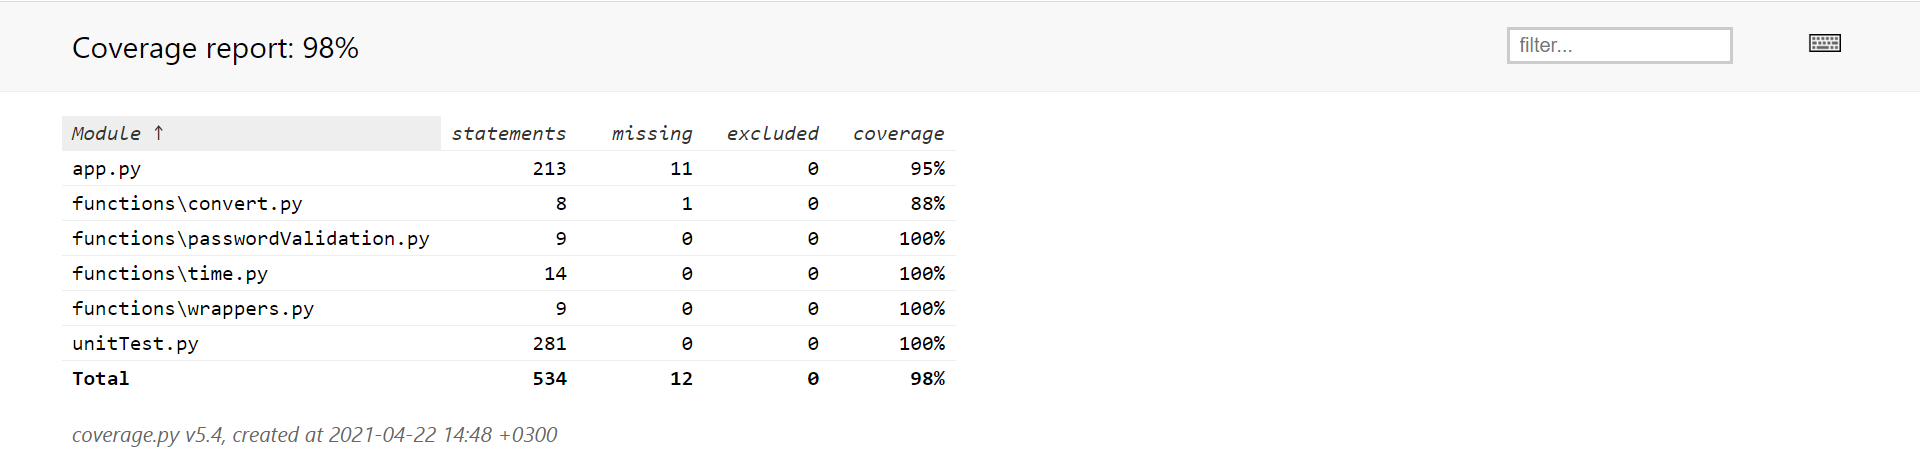 Coverage report: 98%
filter...
Module ↑ statements missing excluded coverage
app.py 213 11 0 95%
functions\convert.py 8 1 0 88%
functions\passwordValidation.py 9 0 0 100%
functions\time.py 14 0 0 100%
functions\wrappers.py 9 0 0 100%
unitTest.py 281 0 0 100%
Total 534 12 0 98%
coverage.py v5.4, created at 2021-04-22 14:48 +0300